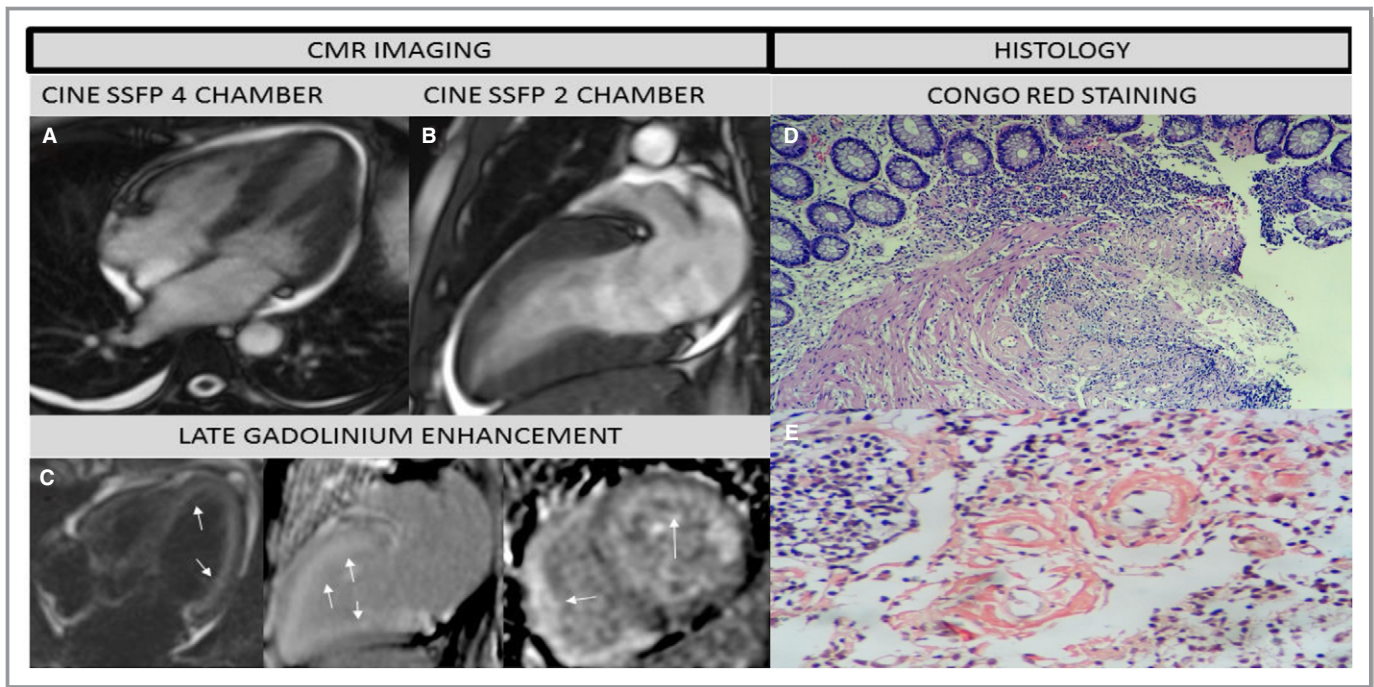 CMR IMAGING
HISTOLOGY
CINE SSFP 4 CHAMBER
CINE SSFP 2 CHAMBER
CONGO RED STAINING
A
B
D
LATE GADOLINIUM ENHANCEMENT
E
C